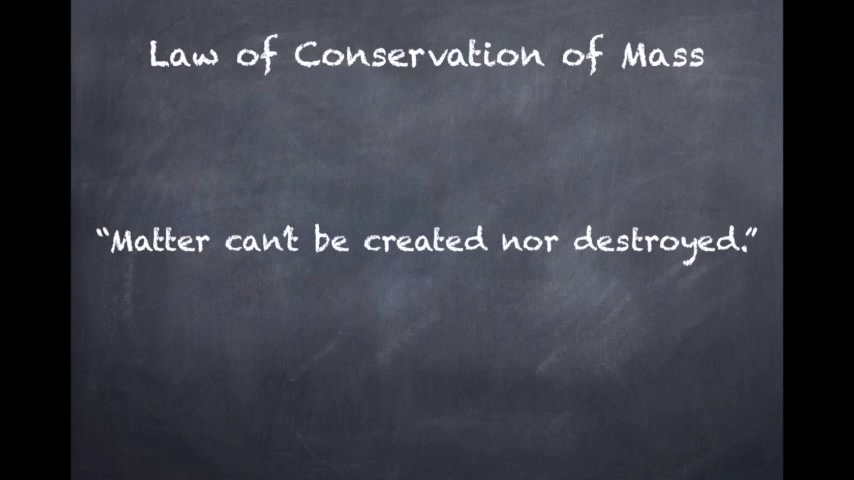 Law of Conservation of Mass
“Matter can't be created nor destroyed.”